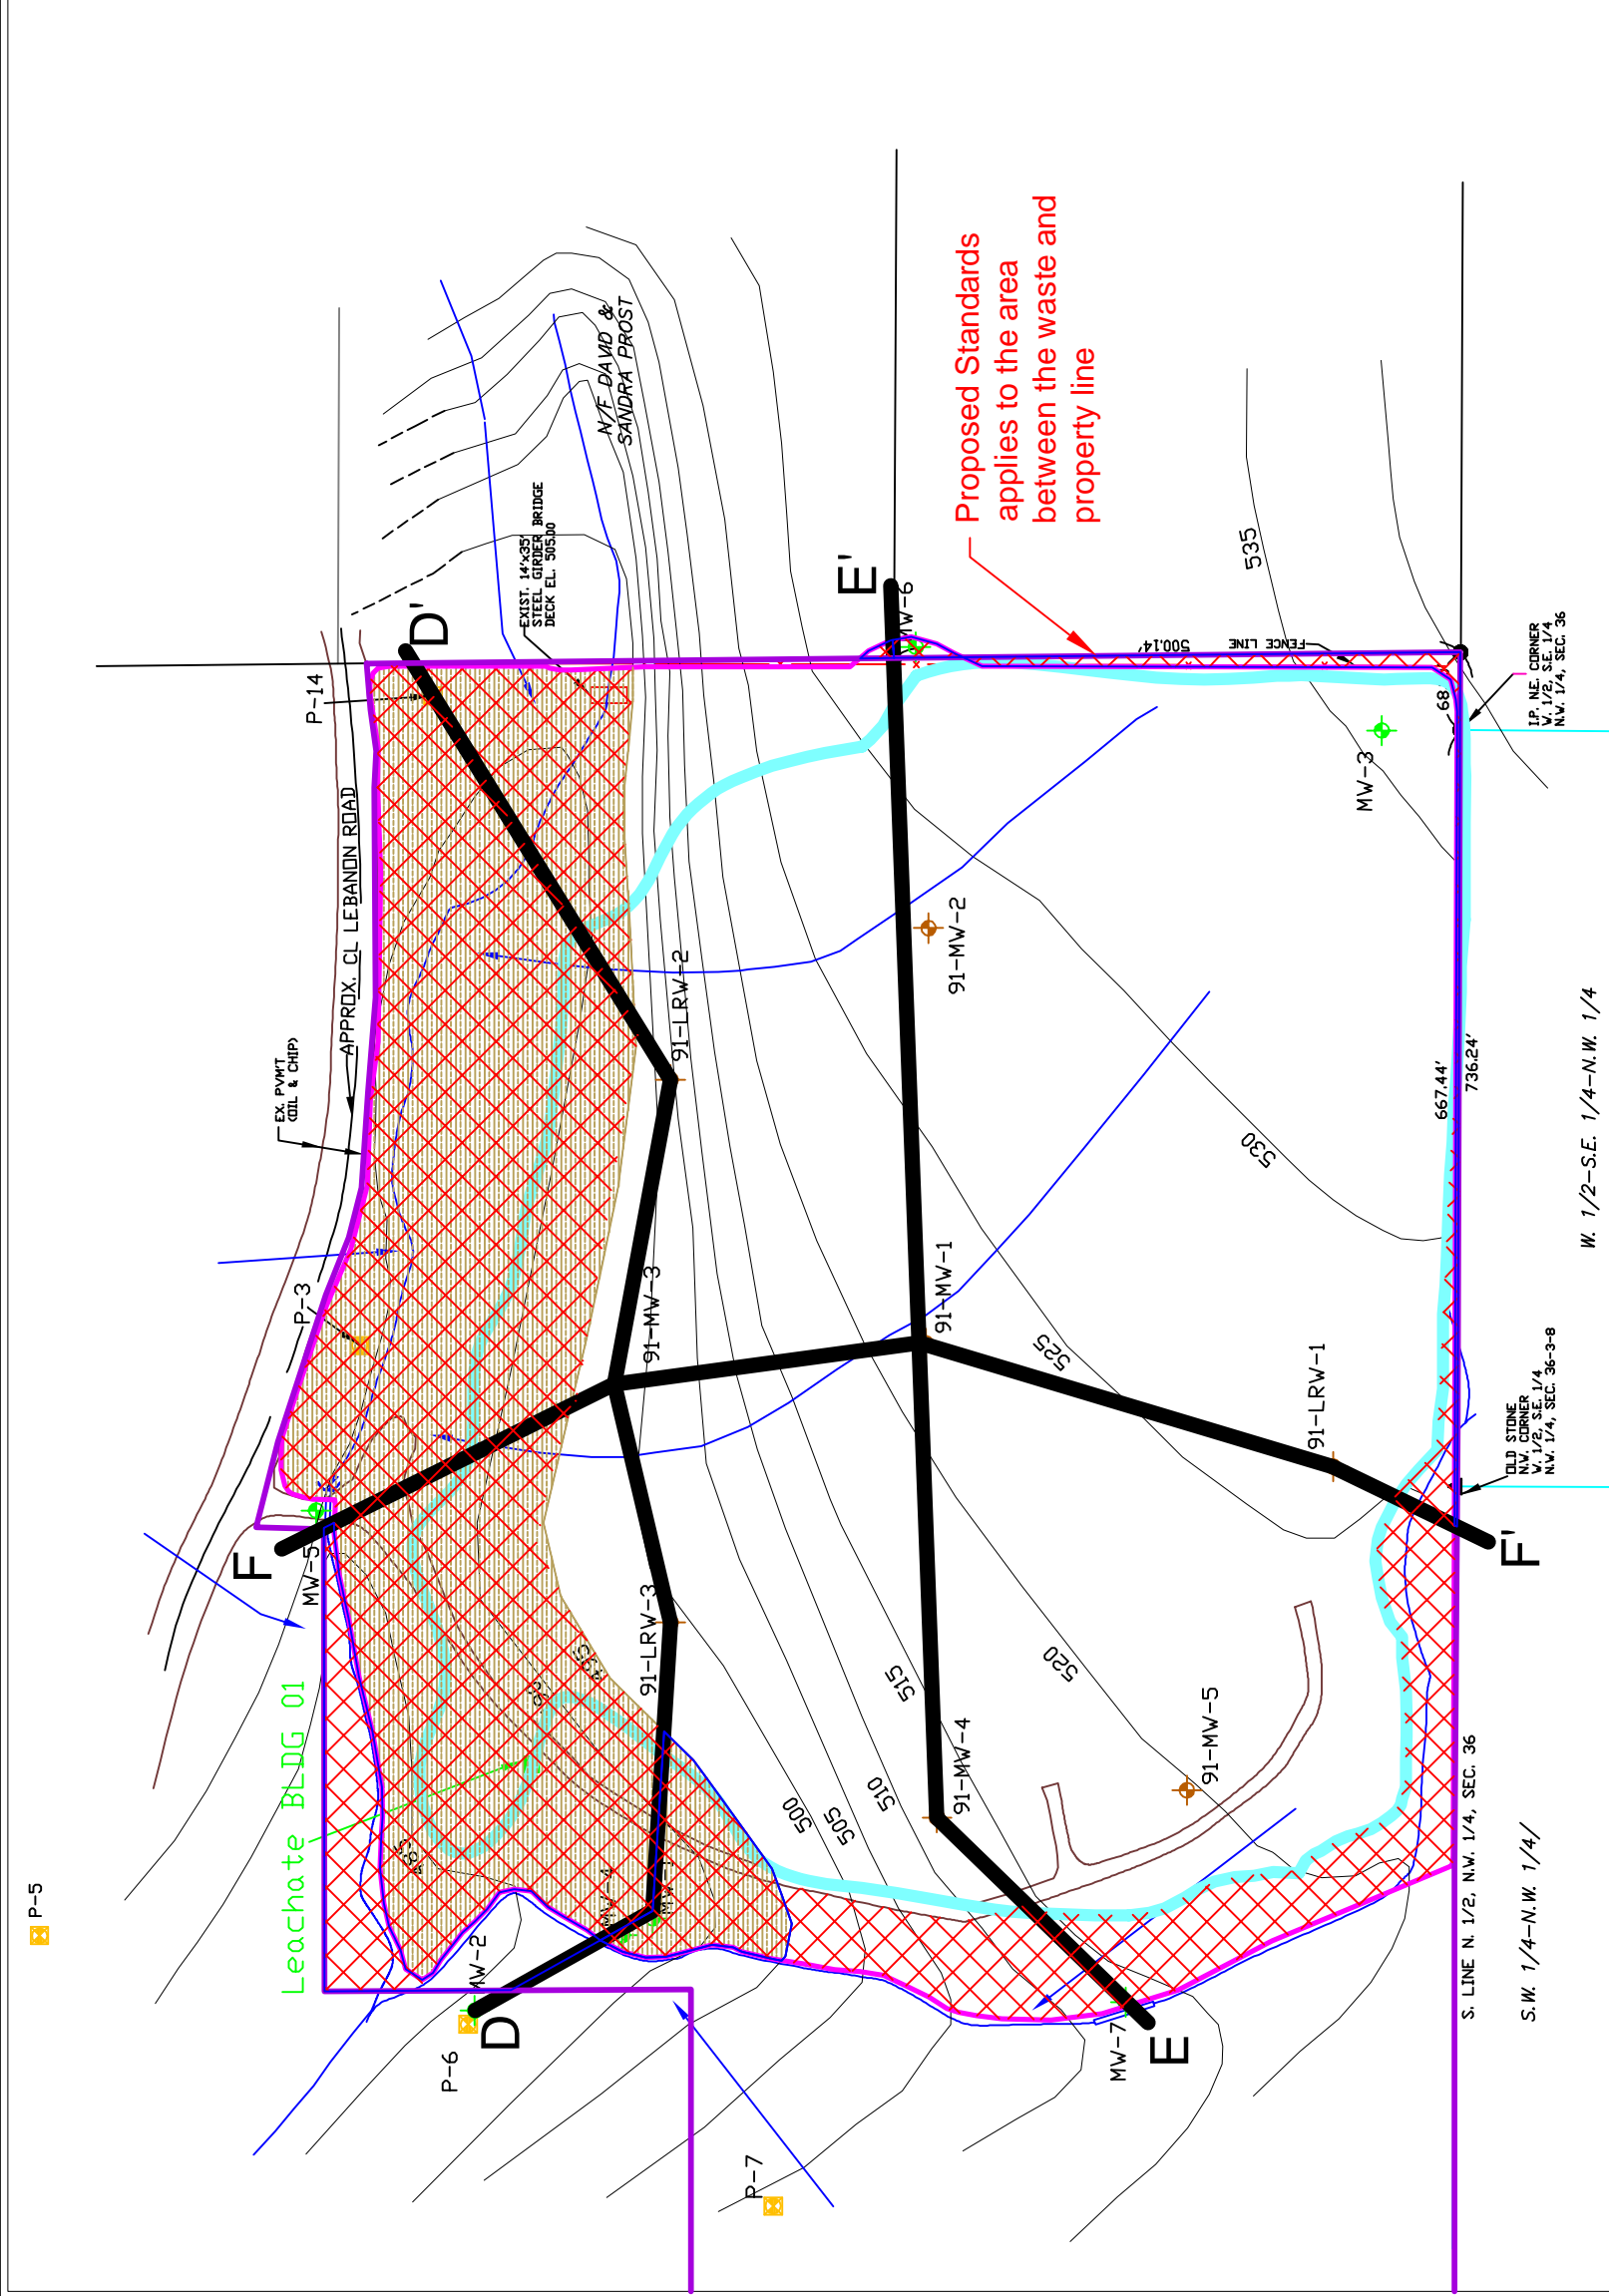 P-5
P-14
D'
EXIST. 14'x35'
STEEL GIRDER BRIDGE
DECK EL. 505.00
N/F DAVID &
SANDRA PROST
E'
MW-6
Proposed Standards
applies to the area
between the waste and
property line
535
500.14'
FENCE LINE
I.P. N.E. CORNER
W. 1/2, S.E. 1/4
N.W. 1/4, SEC. 36
68
MW-3
APPROX. CL LEBANON ROAD
EX. PVM'T
(OIL & CHIP)
91-LRW-2
91-MW-2
P-3
91-MW-3
91-MW-1
530
525
667.44'
736.24'
W. 1/2-S.E. 1/4-N.W. 1/4
91-LRW-1
OLD STONE
N.W. CORNER
W. 1/2, S.E. 1/4
N.W. 1/4, SEC. 36-3-8
F
MW-5
F'
91-LRW-3
495
515
520
Leachate BLDG 01
500
505
510
91-MW-4
91-MW-5
MW-4
S. LINE N. 1/2, N.W. 1/4, SEC. 36
S.W. 1/4-N.W. 1/4/
MW-2
D
P-6
MW-7
E
P-7